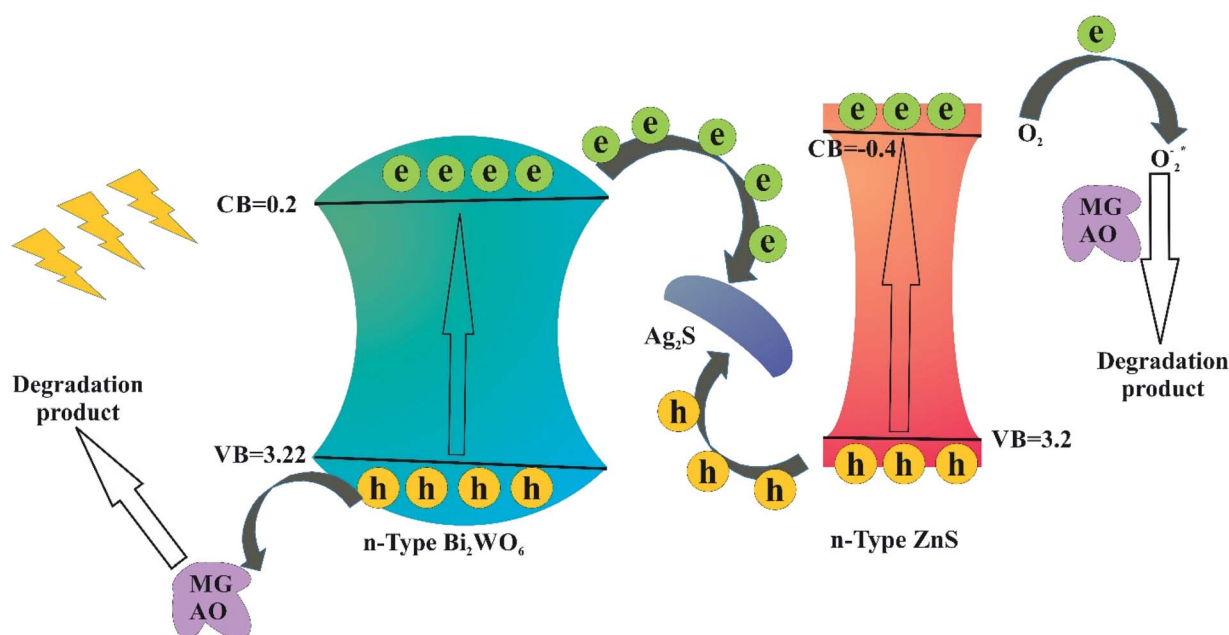 e
e e e e e
e e e
CB=-0.4
O₂
O₂⁻*
e e e e
CB=0.2
MG
AO
Ag₂S
Degradation
product
Degradation
product
h h h
VB=3.22
VB=3.2
h h h h
h h h
n-Type Bi₂WO₆
n-Type ZnS
MG
AO